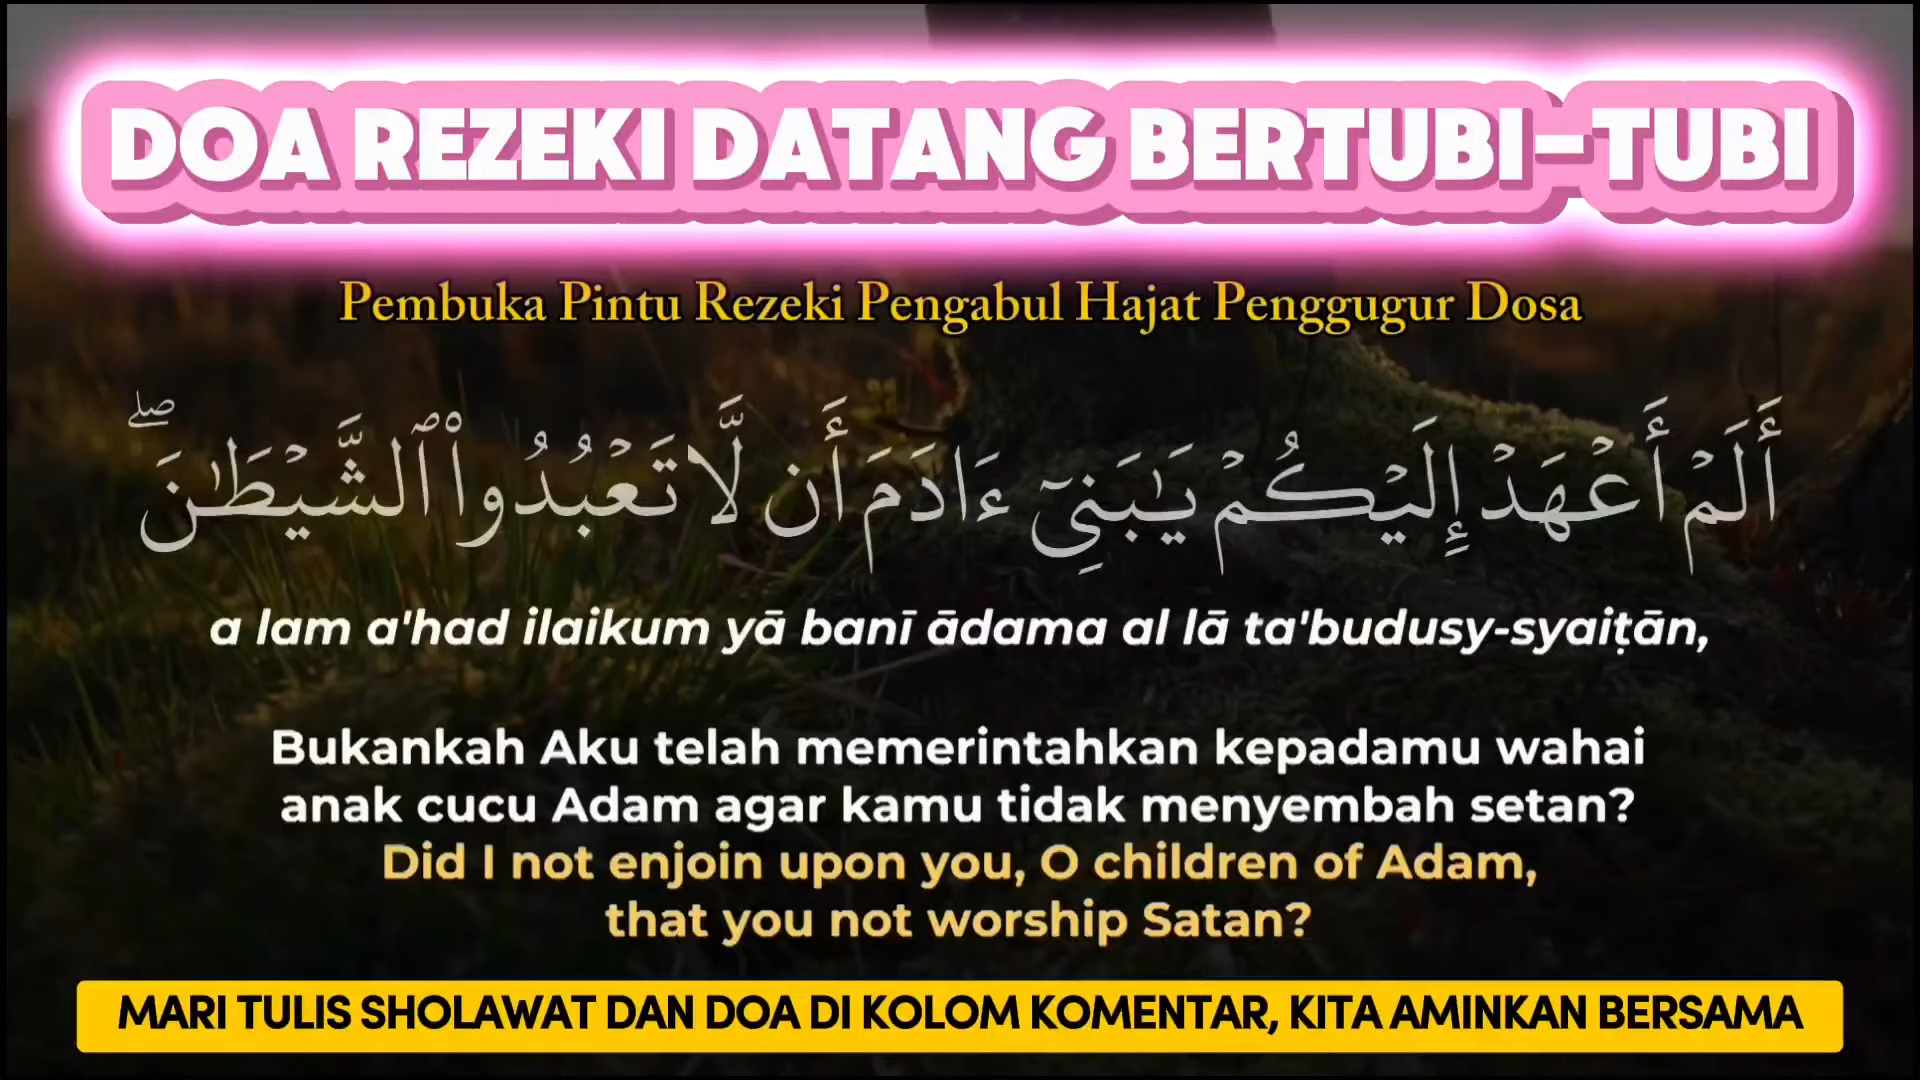 DOA REZEKI DATANG BERTUBI-TUBI
Pembuka Pintu Rezeki Pengabul Hajat Penggugur Dosa
أَلَمْ أَعْهَدْ إِلَيْكُمْ يَـٰبَنِىٓ ءَادَمَ أَن لَّا تَعْبُدُوا۟ ٱلشَّيْطَـٰنَ ۖ
a lam a'had ilaikum yā banī ādama al lā ta'budusy-syaiṭān,
Bukankah Aku telah memerintahkan kepadamu wahai
anak cucu Adam agar kamu tidak menyembah setan?
Did I not enjoin upon you, O children of Adam,
that you not worship Satan?
MARI TULIS SHOLAWAT DAN DOA DI KOLOM KOMENTAR, KITA AMINKAN BERSAMA